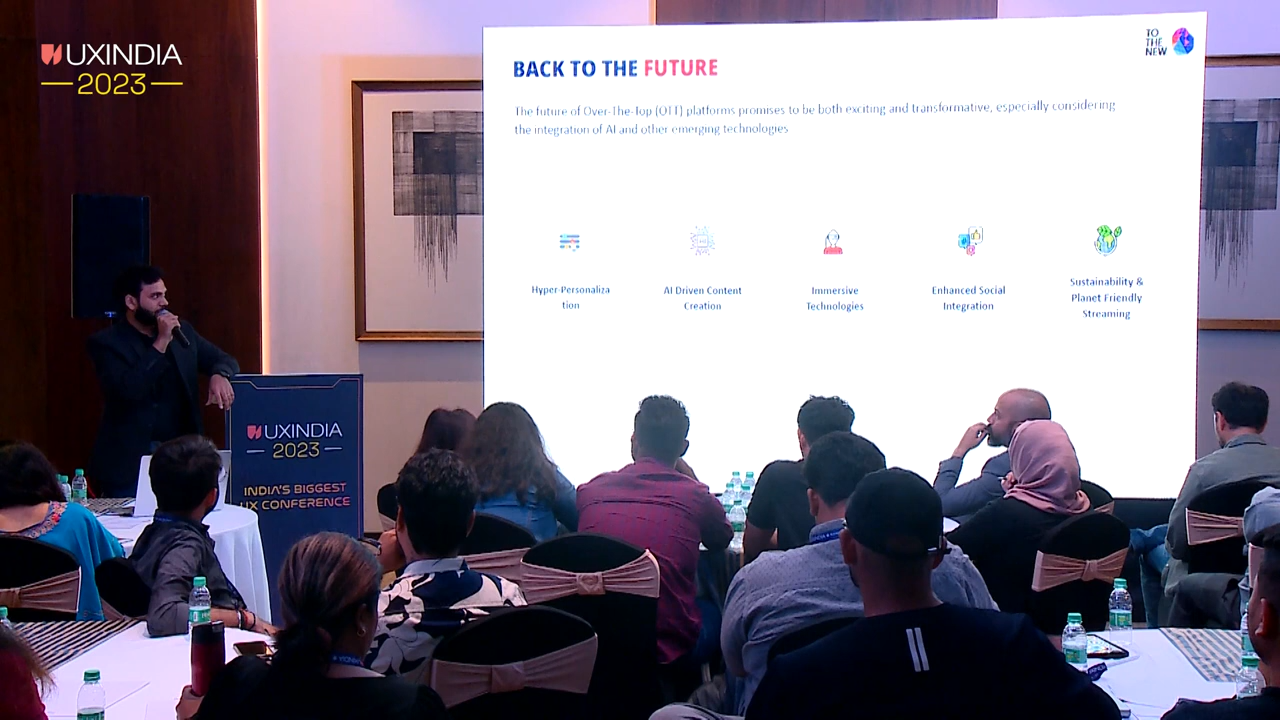 UXINDIA
2023
TO
THE
NEW
BACK TO THE FUTURE
The future of Over-The-Top (OTT) platforms promises to be both exciting and transformative, especially considering
the integration of AI and other emerging technologies
Hyper-Personaliza
tion
AI Driven Content
Creation
Immersive
Technologies
Enhanced Social
Integration
Sustainability &
Planet Friendly
Streaming
UXINDIA
2023
INDIA'S BIGGEST
UX CONFERENCE